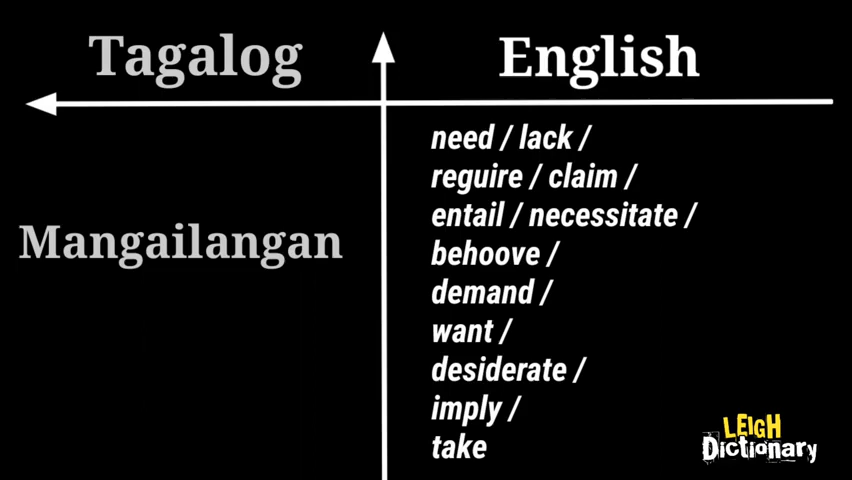 Tagalog
English
Mangailangan
need / lack /
reguire / claim /
entail / necessitate /
behoove /
demand /
want /
desiderate /
imply /
take
LEIGH
Dictionary